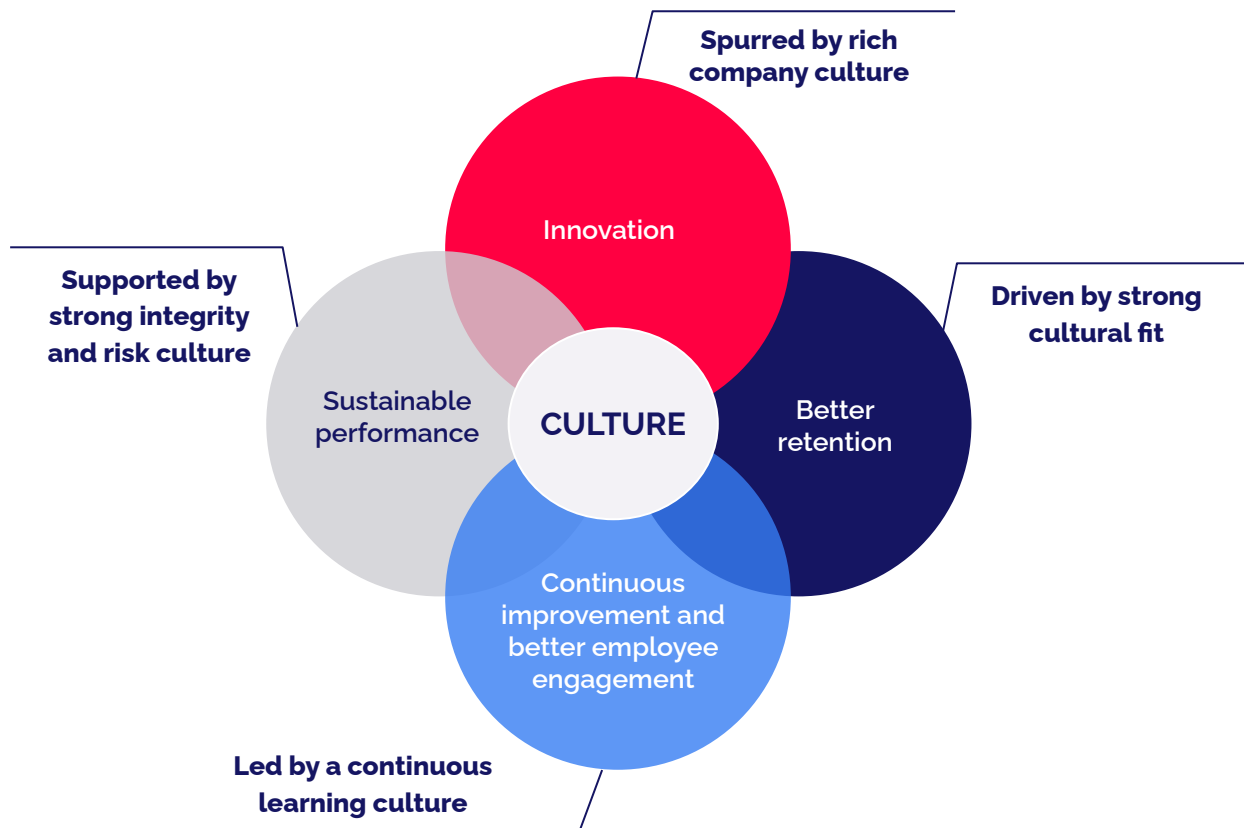 Spurred by rich
company culture
Innovation
Supported by
strong integrity
and risk culture
Driven by strong
cultural fit
Sustainable
performance
CULTURE
Better
retention
Continuous
improvement and
better employee
engagement
Led by a continuous
learning culture